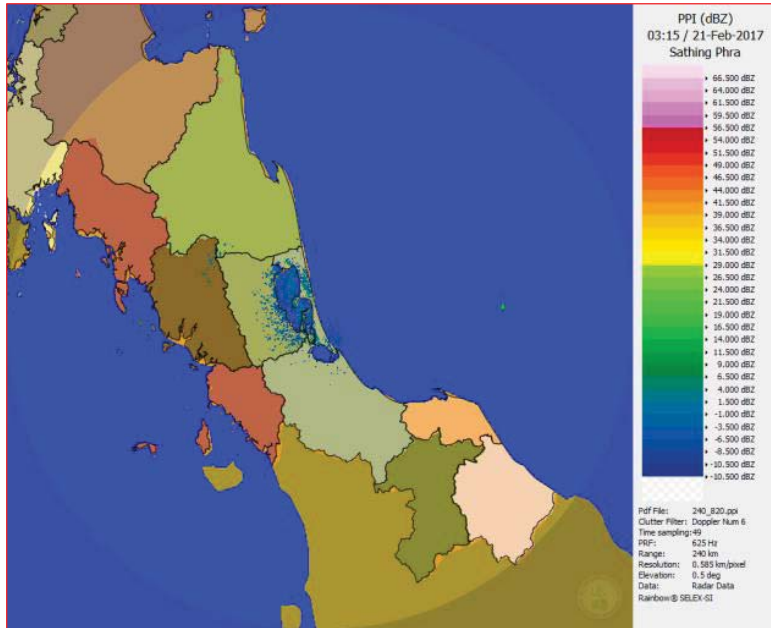 PPI (dBZ)
03:15 / 21-Feb-2017
Sathing Phra
66.500 dBZ
64.000 dBZ
61.500 dBZ
59.500 dBZ
56.500 dBZ
54.000 dBZ
51.500 dBZ
49.000 dBZ
46.500 dBZ
44.000 dBZ
41.500 dBZ
39.000 dBZ
36.500 dBZ
34.000 dBZ
31.500 dBZ
29.000 dBZ
26.500 dBZ
24.000 dBZ
21.500 dBZ
19.000 dBZ
16.500 dBZ
14.000 dBZ
11.500 dBZ
9.000 dBZ
6.500 dBZ
4.000 dBZ
1.500 dBZ
-1.000 dBZ
-3.500 dBZ
-6.500 dBZ
-8.500 dBZ
-10.500 dBZ
-10.500 dBZ
Pdf File: 240_820.ppi
Clutter Filter: Doppler Num 6
Time sampling:49
PRF: 625 Hz
Range: 240 km
Resolution: 0.585 km/pixel
Elevation: 0.5 deg
Data: Radar Data
Rainbow® SELEX-SI